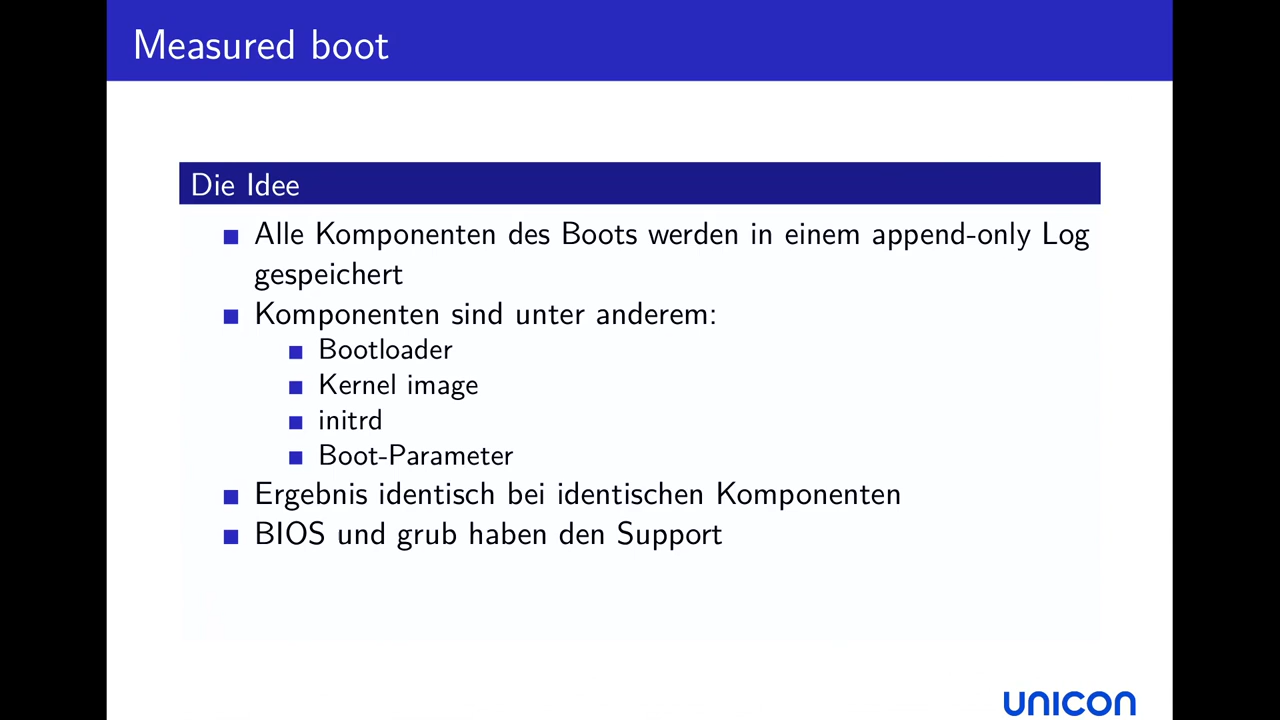 Measured boot
Die Idee
Alle Komponenten des Boots werden in einem append-only Log
gespeichert
Komponenten sind unter anderem:
Bootloader
Kernel image
initrd
Boot-Parameter
Ergebnis identisch bei identischen Komponenten
BIOS und grub haben den Support
UNICON